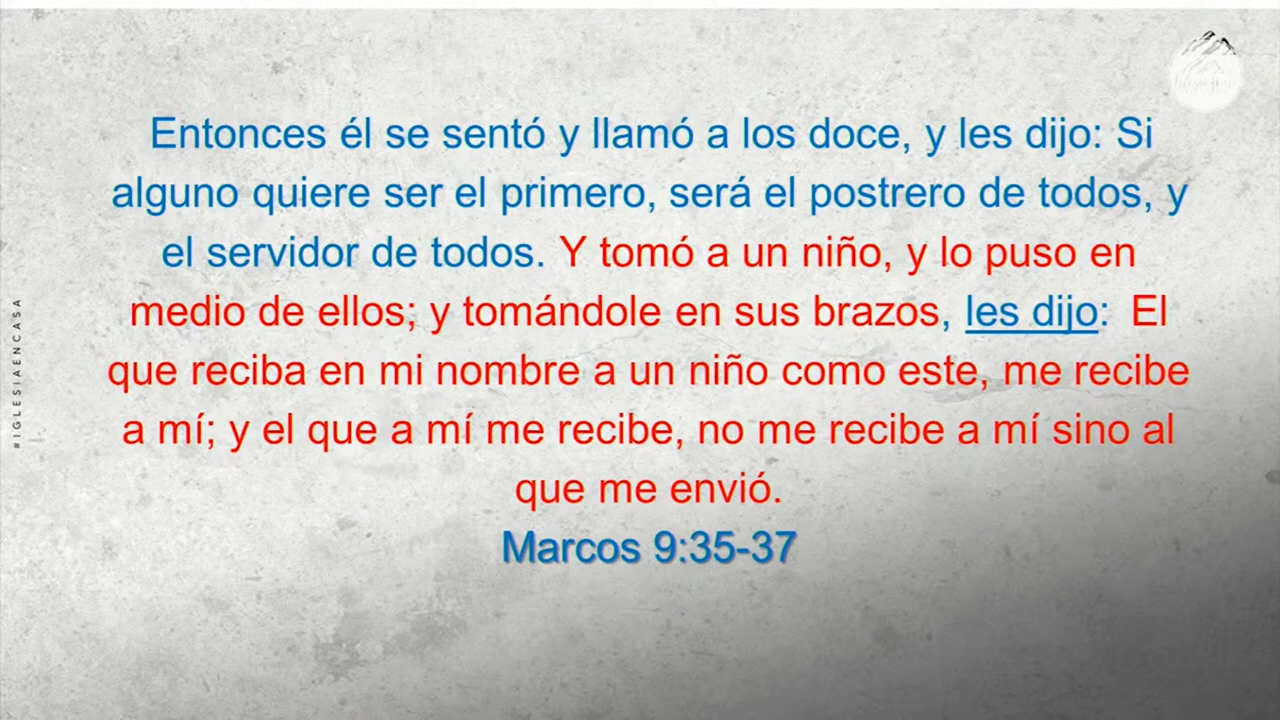 Entonces él se sentó y llamó a los doce, y les dijo: Si
alguno quiere ser el primero, será el postrero de todos, y
el servidor de todos. Y tomó a un niño, y lo puso en
medio de ellos; y tomándole en sus brazos, les dijo: El
que reciba en mi nombre a un niño como este, me recibe
a mí; y el que a mí me recibe, no me recibe a mí sino al
que me envió.
Marcos 9:35-37
#IGLESIAENCASA